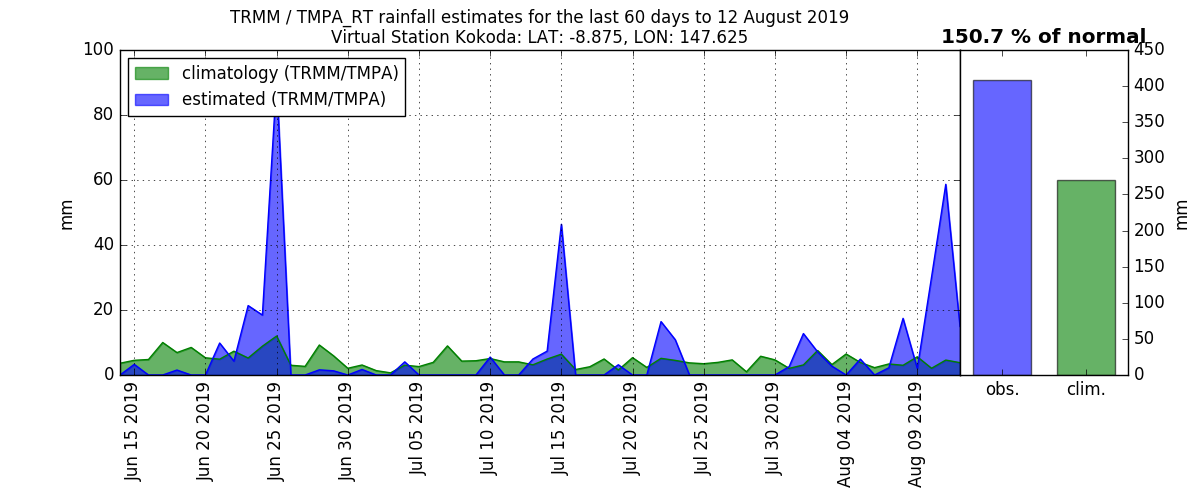 TRMM / TMPA_RT rainfall estimates for the last 60 days to 12 August 2019
Virtual Station Kokoda: LAT: -8.875, LON: 147.625
150.7 % of normal
climatology (TRMM/TMPA)
estimated (TRMM/TMPA)
100
80
60
40
20
0
mm
Jun 15 2019
Jun 20 2019
Jun 25 2019
Jun 30 2019
Jul 05 2019
Jul 10 2019
Jul 15 2019
Jul 20 2019
Jul 25 2019
Jul 30 2019
Aug 04 2019
Aug 09 2019
obs.
clim.
450
400
350
300
250
200
150
100
50
0
mm